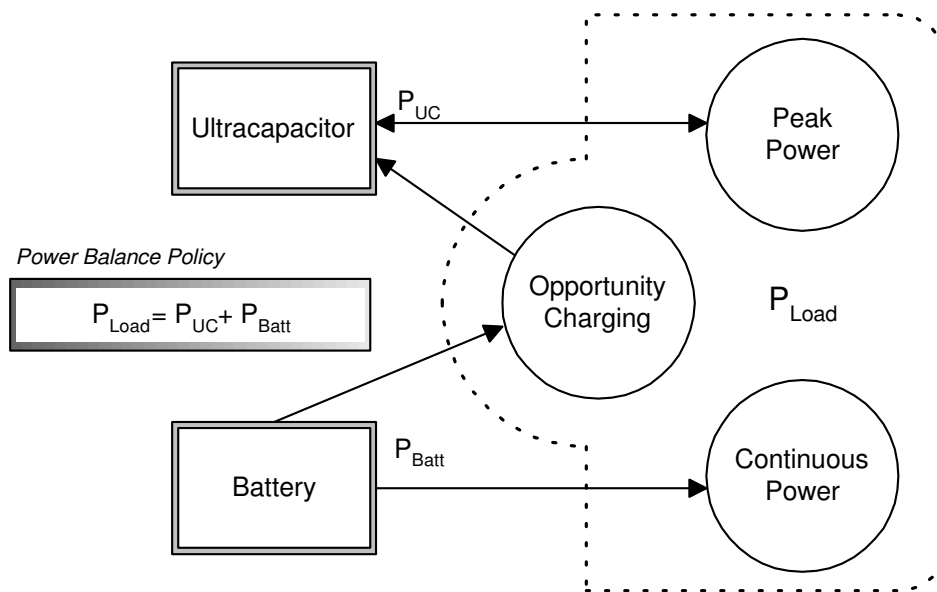 Ultracapacitor
P_UC
Peak
Power
Power Balance Policy
P_Load = P_UC + P_Batt
Opportunity
Charging
P_Load
Battery
P_Batt
Continuous
Power